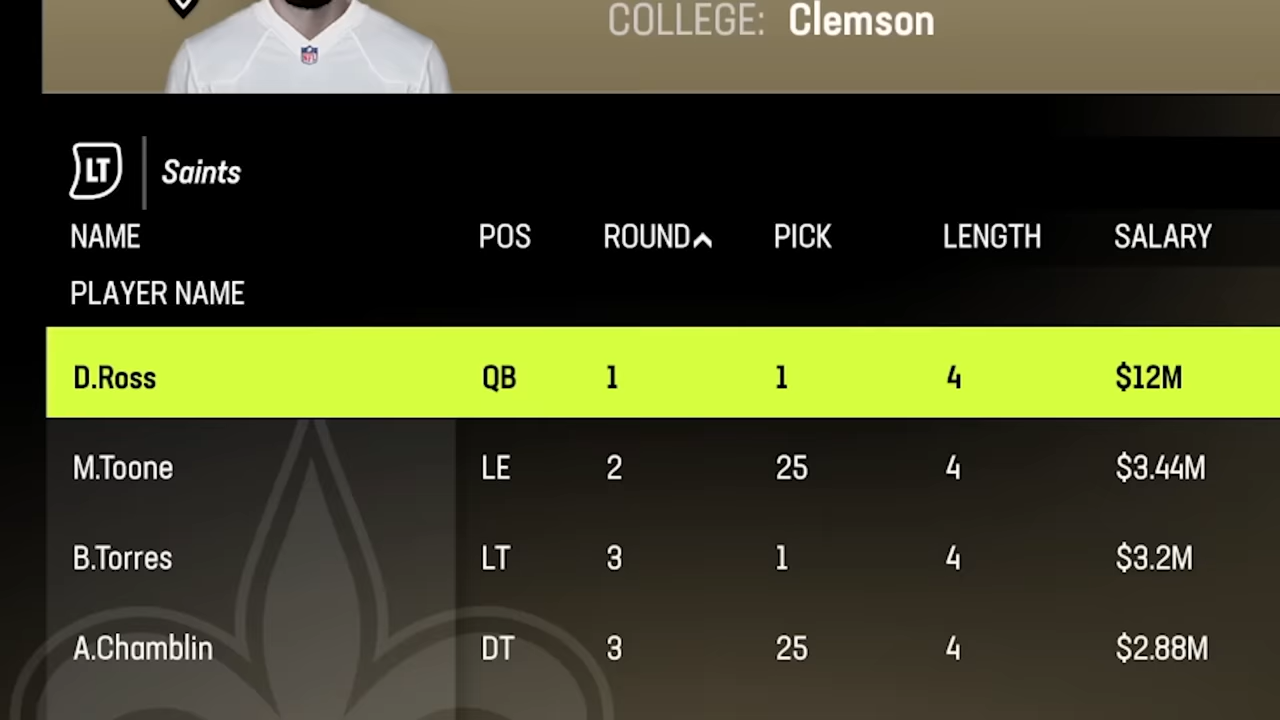 COLLEGE: Clemson
NFL
LT Saints
NAME POS ROUND PICK LENGTH SALARY
PLAYER NAME
D.Ross QB 1 1 4 $12M
M.Toone LE 2 25 4 $3.44M
B.Torres LT 3 1 4 $3.2M
A.Chamblin DT 3 25 4 $2.88M